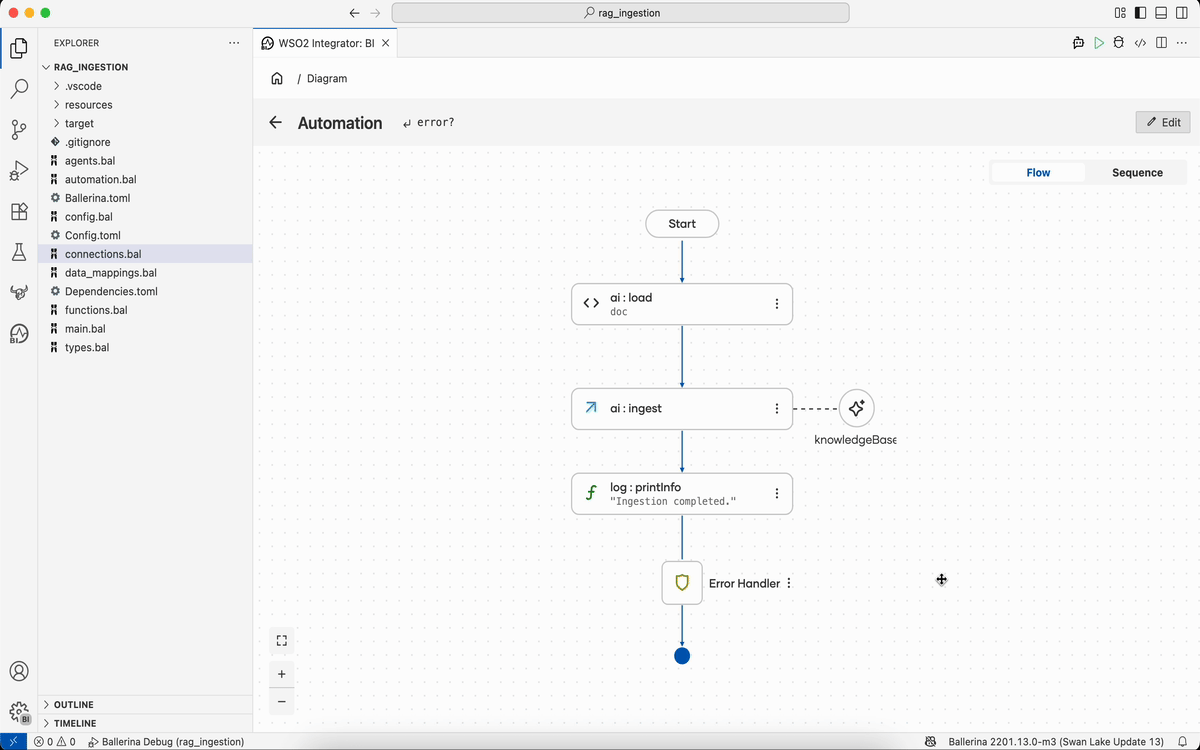 rag_ingestion
EXPLORER
WSO2 Integrator: BI
RAG_INGESTION
.vscode
resources
target
.gitignore
agents.bal
automation.bal
Ballerina.toml
config.bal
Config.toml
connections.bal
data_mappings.bal
Dependencies.toml
functions.bal
main.bal
types.bal
OUTLINE
TIMELINE
/ Diagram
Automation
error?
Edit
Flow
Sequence
Start
ai : load
doc
ai : ingest
knowledgeBase
log : printInfo
"Ingestion completed."
Error Handler
BI
BI
0 0
Ballerina Debug (rag_ingestion)
Ballerina 2201.13.0-m3 (Swan Lake Update 13)